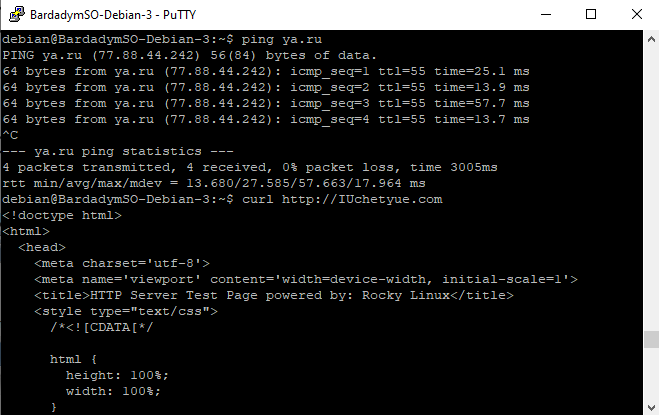 BardadymSO-Debian-3 - PuTTY
debian@BardadymSO-Debian-3:~$ ping ya.ru
PING ya.ru (77.88.44.242) 56(84) bytes of data.
64 bytes from ya.ru (77.88.44.242): icmp_seq=1 ttl=55 time=25.1 ms
64 bytes from ya.ru (77.88.44.242): icmp_seq=2 ttl=55 time=13.9 ms
64 bytes from ya.ru (77.88.44.242): icmp_seq=3 ttl=55 time=57.7 ms
64 bytes from ya.ru (77.88.44.242): icmp_seq=4 ttl=55 time=13.7 ms
^C
--- ya.ru ping statistics ---
4 packets transmitted, 4 received, 0% packet loss, time 3005ms
rtt min/avg/max/mdev = 13.680/27.585/57.663/17.964 ms
debian@BardadymSO-Debian-3:~$ curl http://IUchetyue.com
<!doctype html>
<html>
  <head>
    <meta charset='utf-8'>
    <meta name='viewport' content='width=device-width, initial-scale=1'>
    <title>HTTP Server Test Page powered by: Rocky Linux</title>
    <style type="text/css">
      /*<![CDATA[*/

      html {
        height: 100%;
        width: 100%;
      }